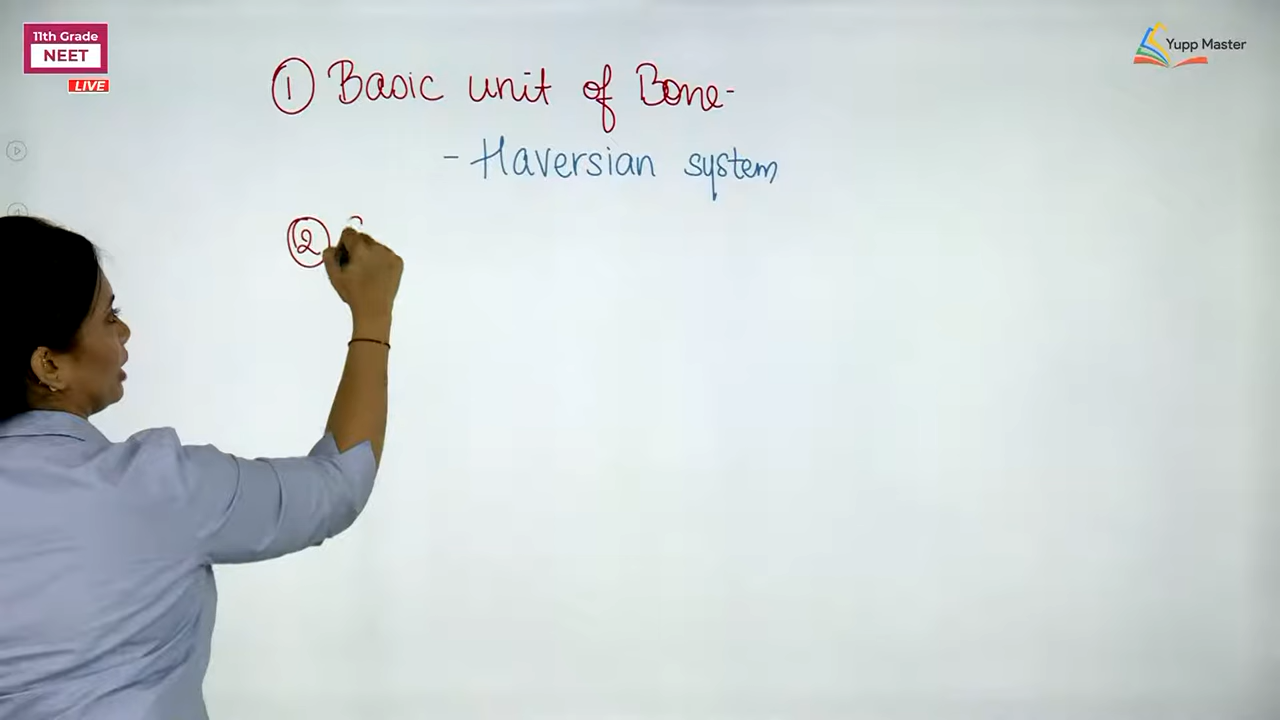 11th Grade
NEET
LIVE
Yupp Master
① Basic unit of Bone-
- Haversian system
②